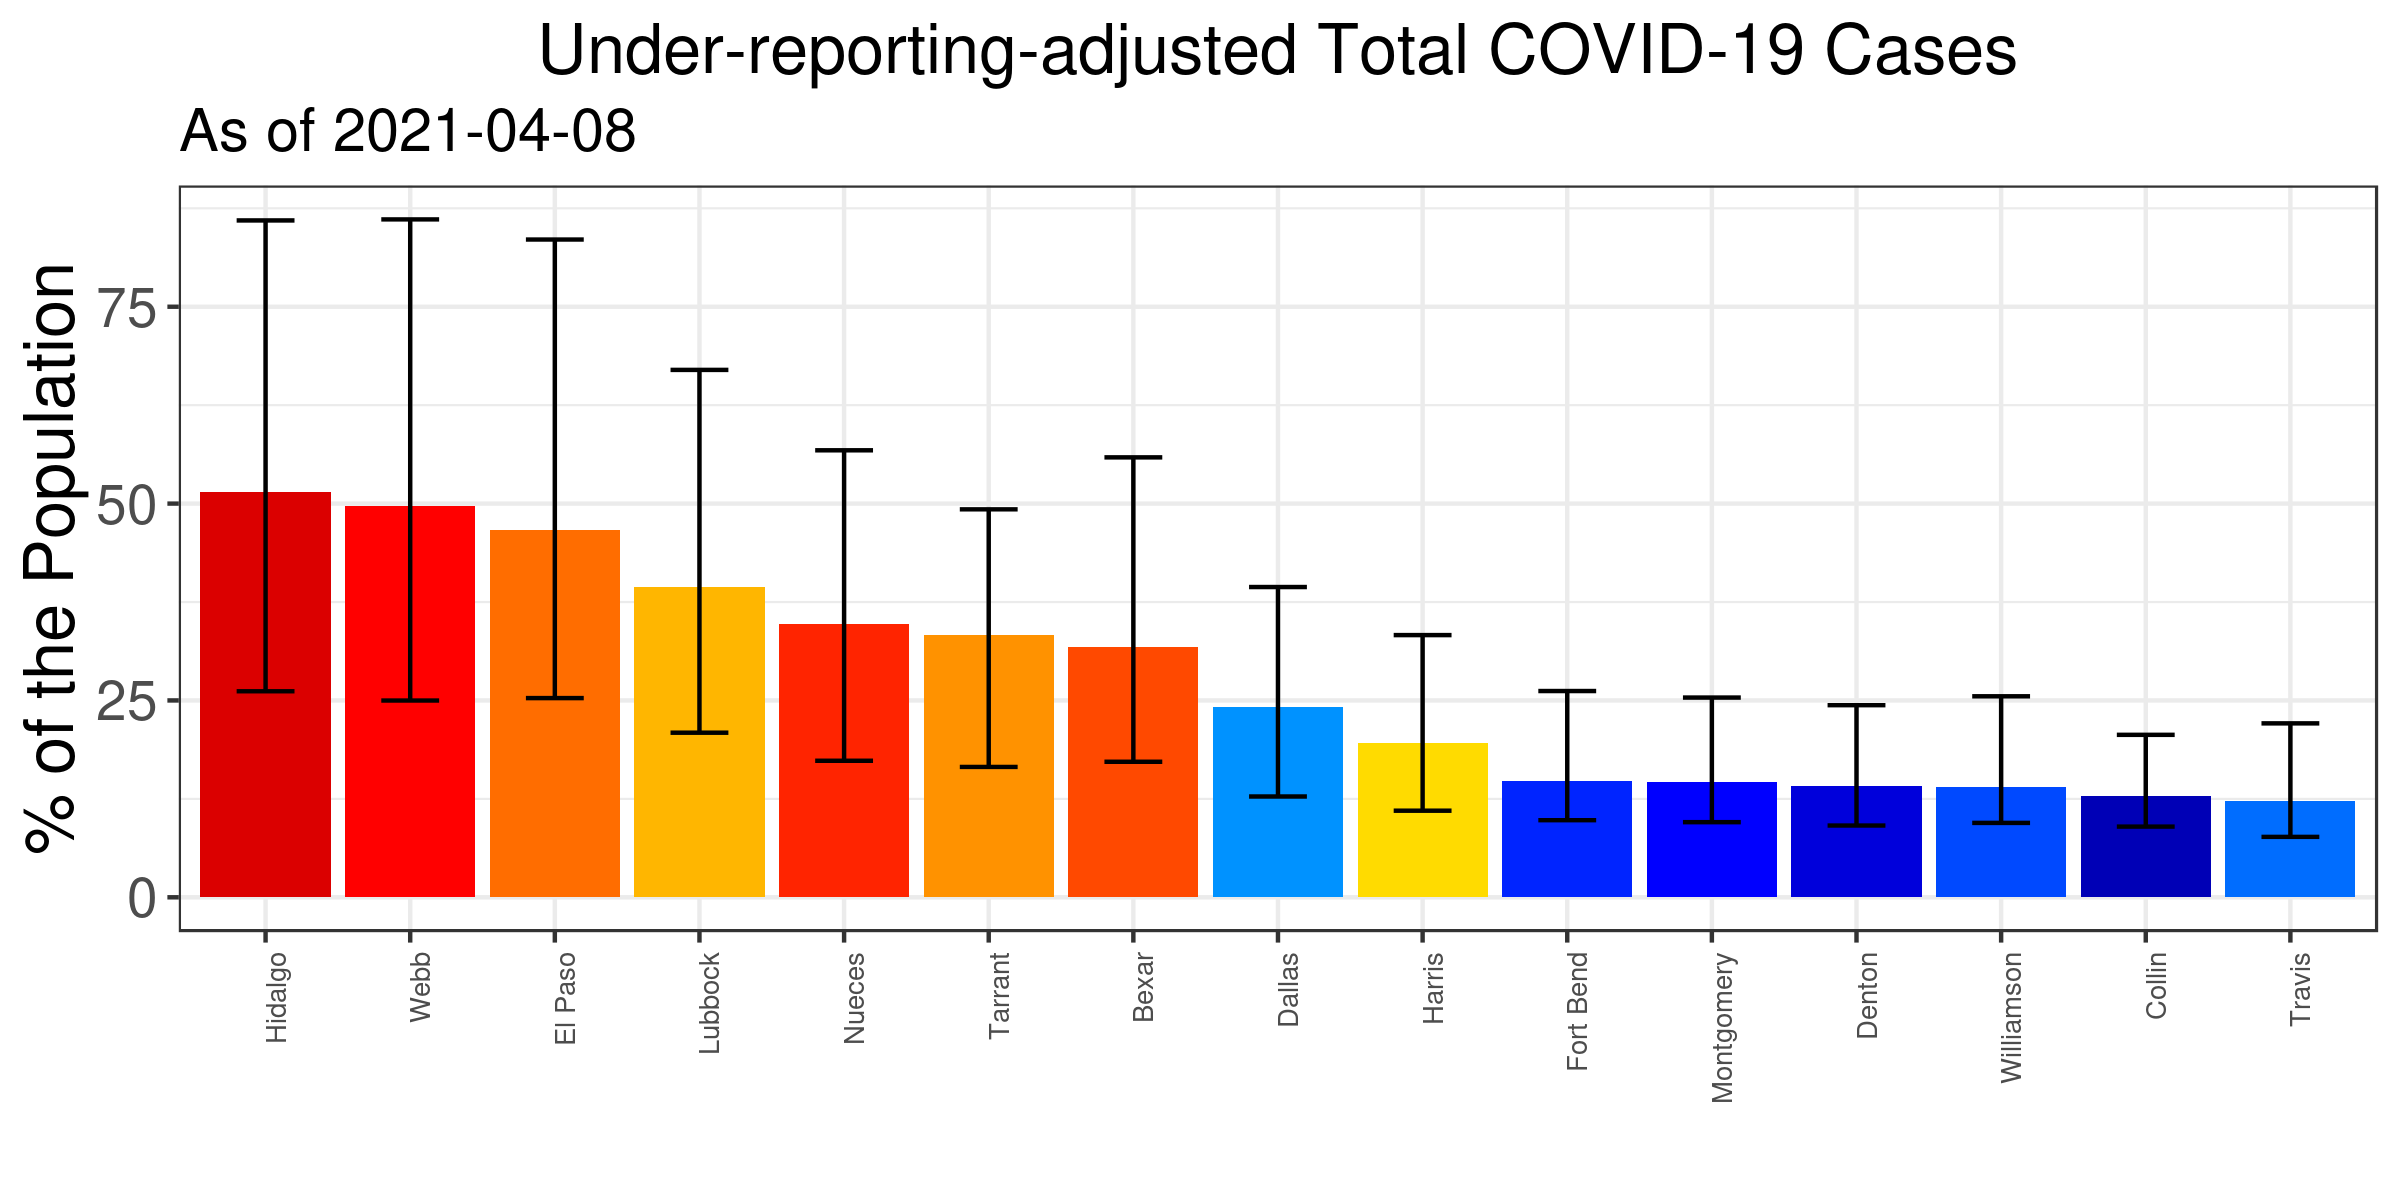 Under-reporting-adjusted Total COVID-19 Cases
As of 2021-04-08
% of the Population
75
50
25
0
Hidalgo
Webb
El Paso
Lubbock
Nueces
Tarrant
Bexar
Dallas
Harris
Fort Bend
Montgomery
Denton
Williamson
Collin
Travis